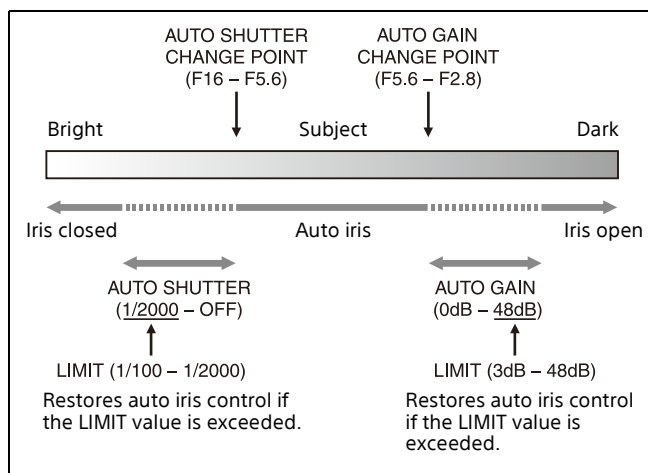 AUTO SHUTTER
CHANGE POINT
(F16 – F5.6)
AUTO GAIN
CHANGE POINT
(F5.6 – F2.8)
Bright
Subject
Dark
Iris closed
Auto iris
Iris open
AUTO SHUTTER
(1/2000 – OFF)
LIMIT (1/100 – 1/2000)
Restores auto iris control if
the LIMIT value is exceeded.
AUTO GAIN
(0dB – 48dB)
LIMIT (3dB – 48dB)
Restores auto iris control
if the LIMIT value is
exceeded.